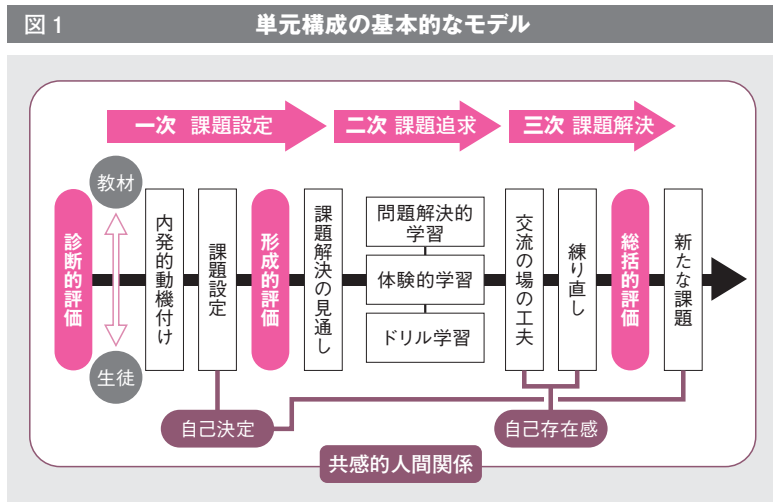 図1
単元構成の基本的なモデル
一次 課題設定
二次 課題追求
三次 課題解決
診断的評価
教材
生徒
内発的動機付け
課題設定
形成的評価
課題解決の見通し
問題解決的
学習
体験的学習
ドリル学習
交流の場の工夫
練り直し
総括的評価
新たな課題
自己決定
自己存在感
共感的人間関係